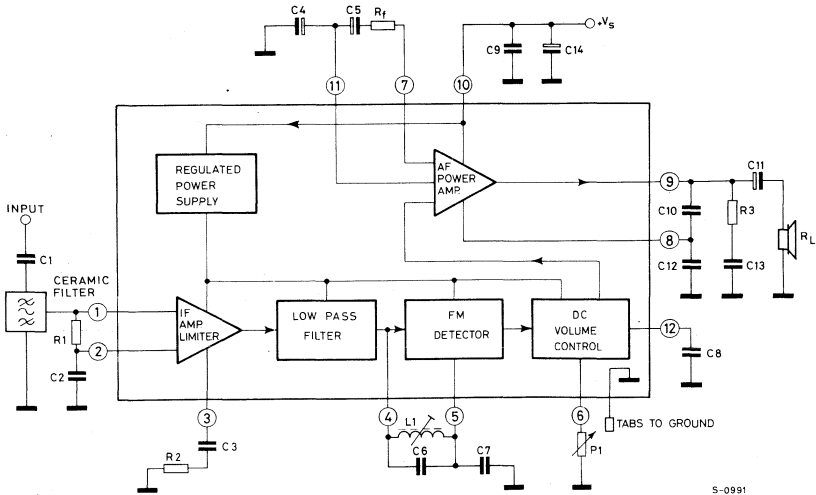 C4
C5
Rf
+Vs
C9
C14
11
7
10
REGULATED
POWER
SUPPLY
AF
POWER
AMP.
9
C11
C10
R3
RL
8
C12
C13
INPUT
C1
CERAMIC
FILTER
1
R1
2
C2
IF
AMP
LIMITER
LOW PASS
FILTER
FM
DETECTOR
DC
VOLUME
CONTROL
12
C8
3
4
5
6
L1
C3
R2
C6
C7
P1
TABS TO GROUND
S-0991